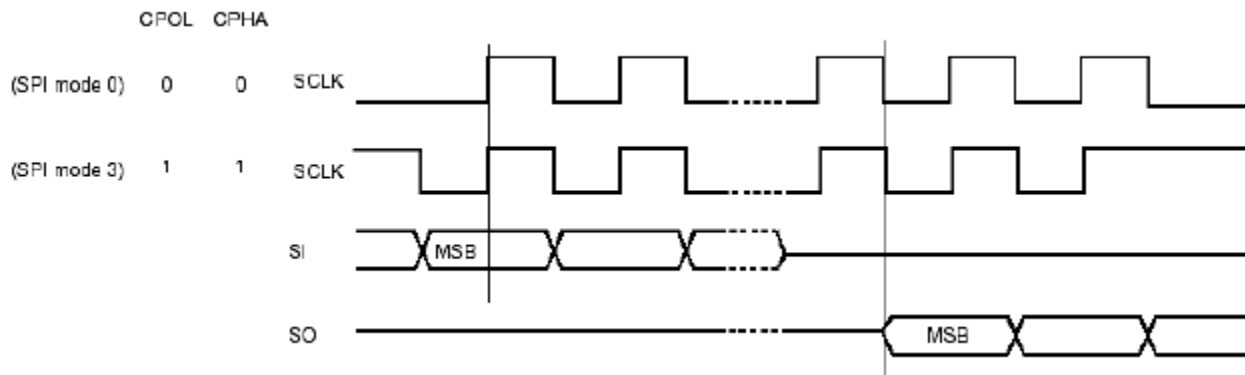 CPOL CPHA
(SPI mode 0) 0 0 SCLK
(SPI mode 3) 1 1 SCLK
SI MSB
SO MSB